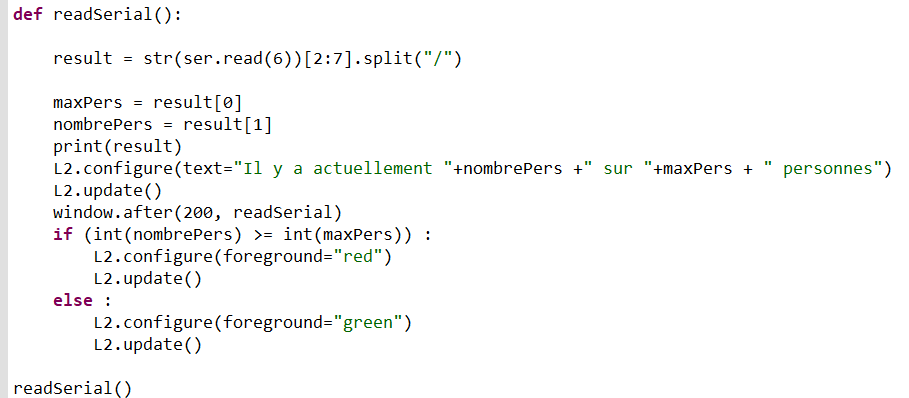 def readSerial():
    result = str(ser.read(6))[2:7].split("/")
    maxPers = result[0]
    nombrePers = result[1]
    print(result)
    L2.configure(text="Il y a actuellement "+nombrePers +" sur "+maxPers + " personnes")
    L2.update()
    window.after(200, readSerial)
    if (int(nombrePers) >= int(maxPers)) :
        L2.configure(foreground="red")
        L2.update()
    else :
        L2.configure(foreground="green")
        L2.update()
readSerial()